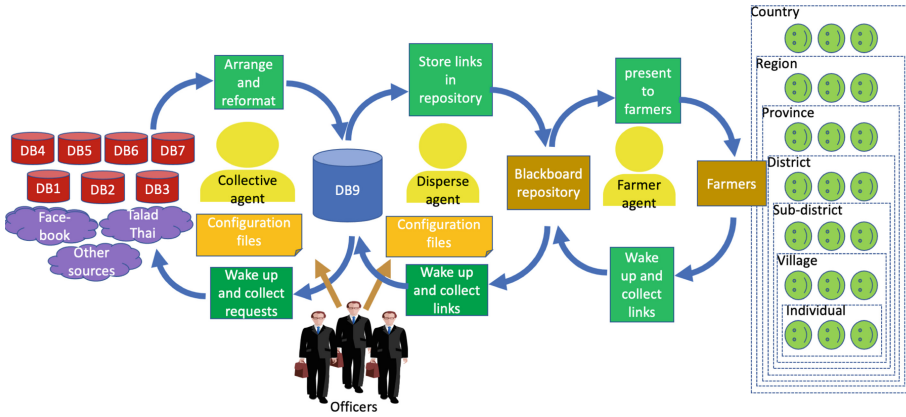 Arrange
and
reformat
Store links
in
repository
present
to
farmers
Country
Region
Province
District
Sub-district
Village
Individual
DB4
DB5
DB6
DB7
DB1
DB2
DB3
Face-
book
Talad
Thai
Other
sources
Collective
agent
DB9
Disperse
agent
Blackboard
repository
Farmer
agent
Farmers
Configuration
files
Configuration
files
Wake up
and collect
requests
Wake up
and collect
links
Wake
up and
collect
links
Officers